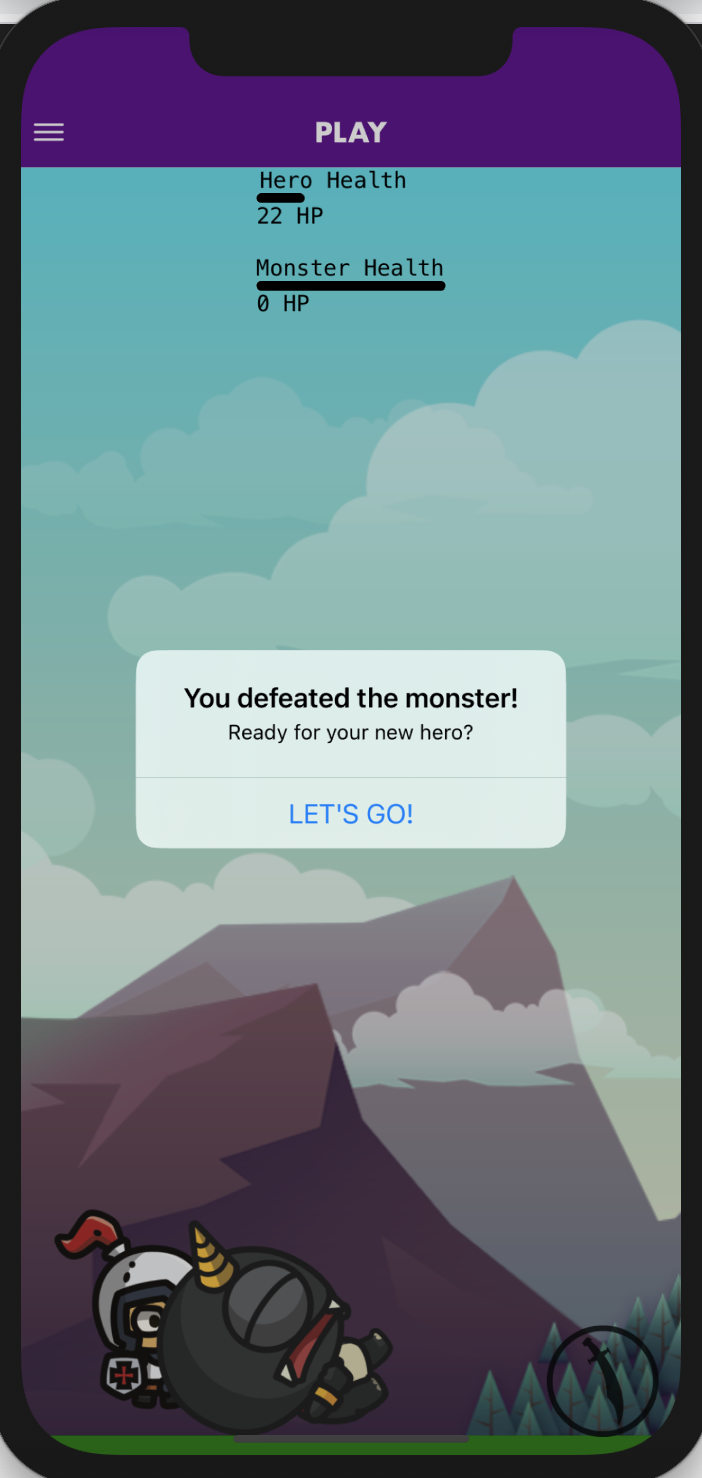 PLAY
Hero Health
22 HP
Monster Health
0 HP
You defeated the monster!
Ready for your new hero?
LET'S GO!